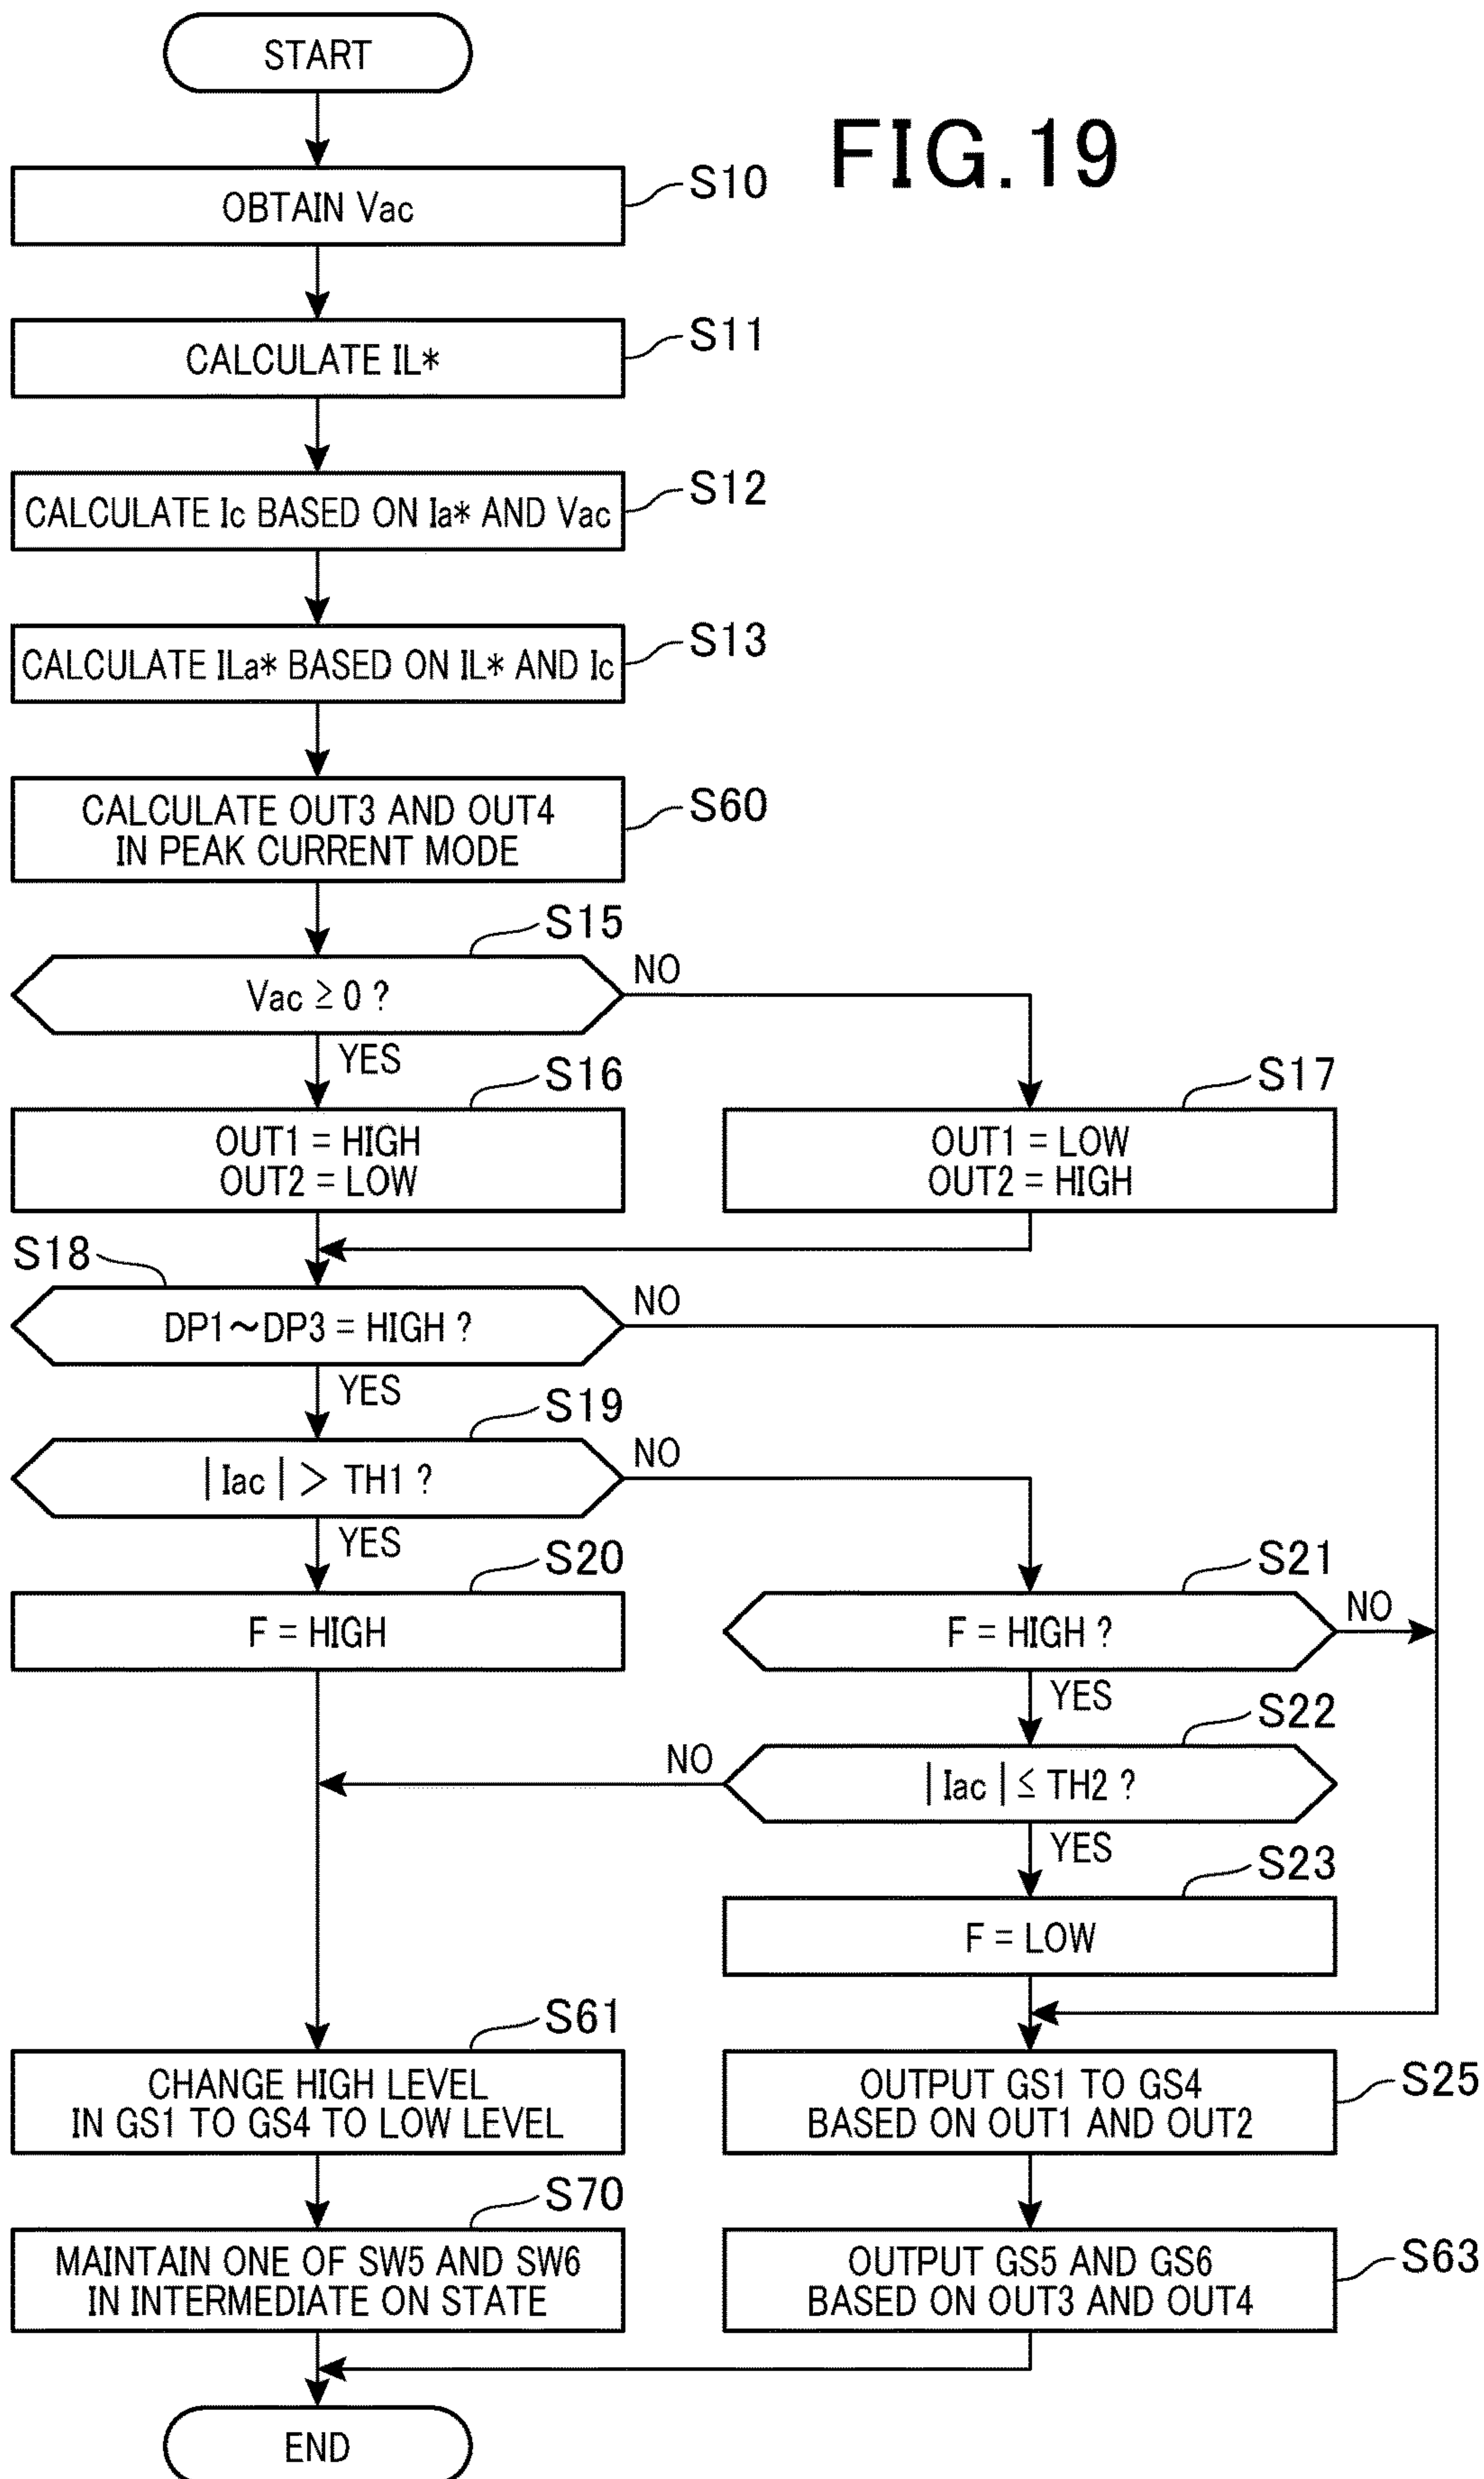 START
FIG.19
S10
OBTAIN Vac
S11
CALCULATE IL*
S12
CALCULATE Ic BASED ON Ia* AND Vac
S13
CALCULATE ILa* BASED ON IL* AND Ic
S60
CALCULATE OUT3 AND OUT4
IN PEAK CURRENT MODE
S15
Vac ≥ 0 ?
NO
YES
S16
OUT1 = HIGH
OUT2 = LOW
S17
OUT1 = LOW
OUT2 = HIGH
S18
DP1~DP3 = HIGH ?
NO
YES
S19
| Iac | > TH1 ?
NO
YES
S20
F = HIGH
S21
F = HIGH ?
NO
YES
S22
| Iac | ≤ TH2 ?
NO
YES
S23
F = LOW
S61
CHANGE HIGH LEVEL
IN GS1 TO GS4 TO LOW LEVEL
S25
OUTPUT GS1 TO GS4
BASED ON OUT1 AND OUT2
S70
MAINTAIN ONE OF SW5 AND SW6
IN INTERMEDIATE ON STATE
S63
OUTPUT GS5 AND GS6
BASED ON OUT3 AND OUT4
END